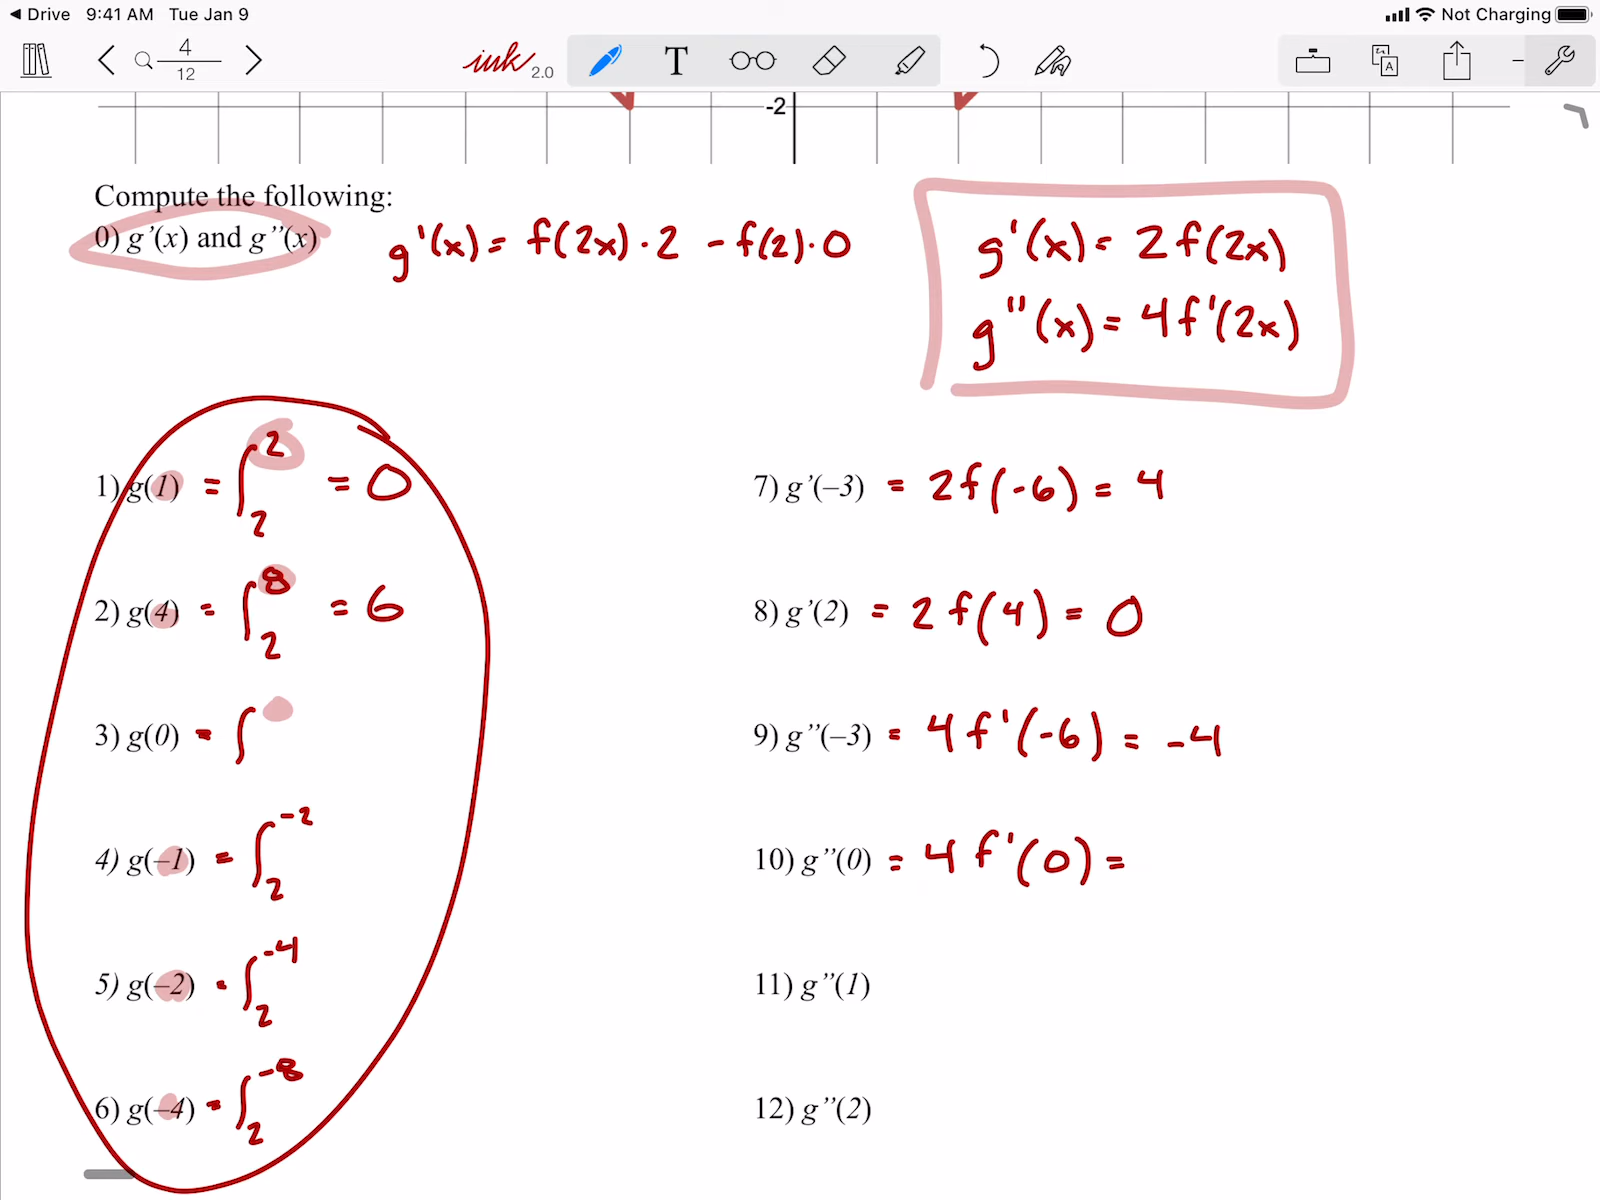 Drive 9:41 AM Tue Jan 9 Not Charging
4
12
ink 2.0 T A
-2
Compute the following:
0) g’(x) and g”(x) g'(x) = f(2x)·2 - f(2)·0
g'(x) = 2f(2x)
g"(x) = 4f'(2x)
1) g(1) = ∫₂² = 0
2) g(4) = ∫₂⁸ = 6
3) g(0) = ∫
4) g(–1) = ∫₂⁻²
5) g(–2) = ∫₂⁻⁴
6) g(–4) = ∫₂⁻⁸
7) g’(–3) = 2f(-6) = 4
8) g’(2) = 2f(4) = 0
9) g”(–3) = 4f'(-6) = -4
10) g”(0) = 4f'(0) =
11) g”(1)
12) g”(2)